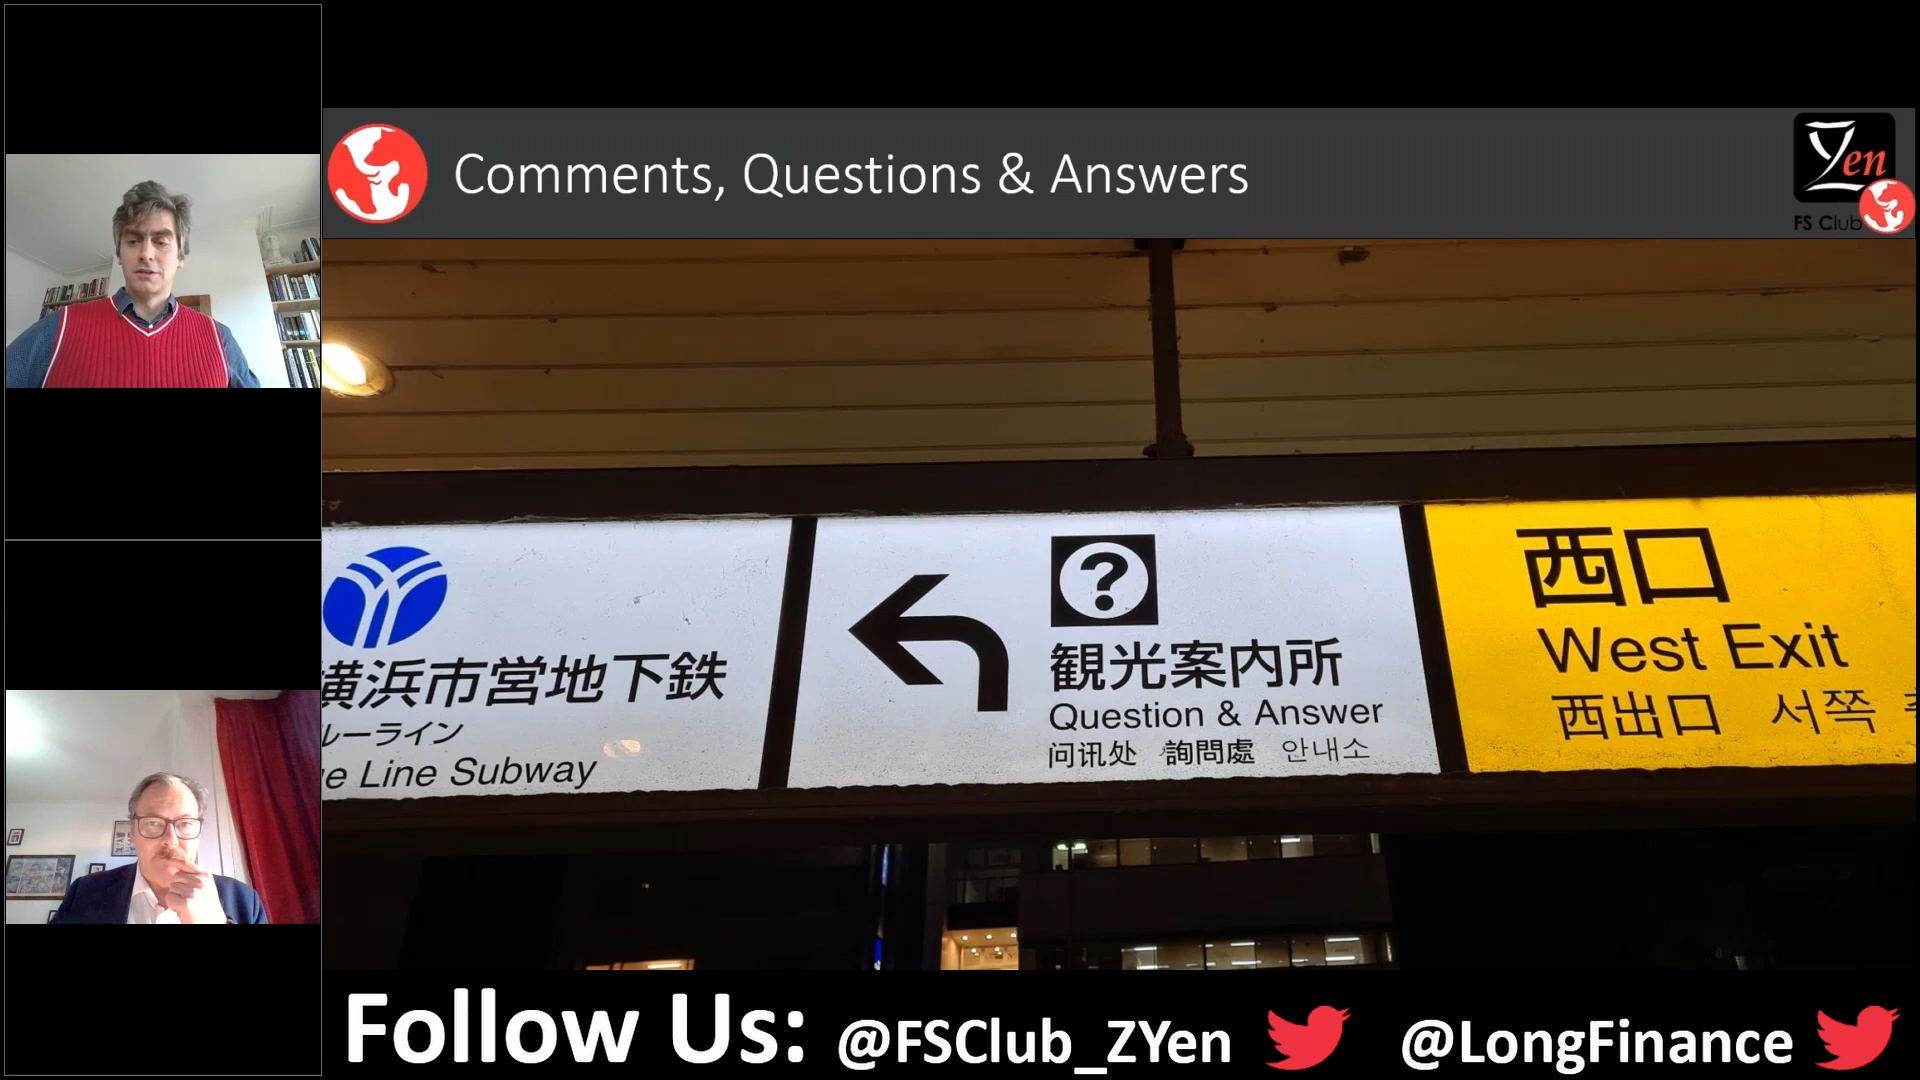 Comments, Questions & Answers
Zen
FS Club
横浜市営地下鉄
ルーライン
ue Line Subway
?
観光案内所
Question & Answer
问讯处 詢問處 안내소
西口
West Exit
西出口 서쪽
Follow Us: @FSClub_ZYen @LongFinance